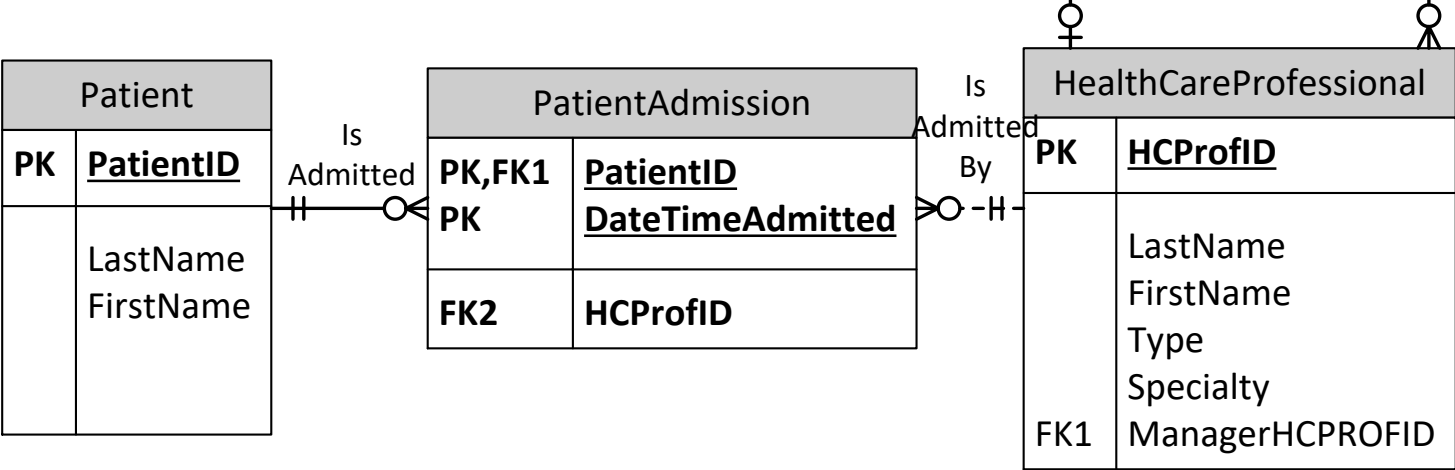 Patient
PK PatientID
LastName
FirstName
Is
Admitted
PatientAdmission
PK,FK1 PatientID
PK DateTimeAdmitted
FK2 HCProfID
Is
Admitted
By
HealthCareProfessional
PK HCProfID
LastName
FirstName
Type
Specialty
FK1 ManagerHCPROFID